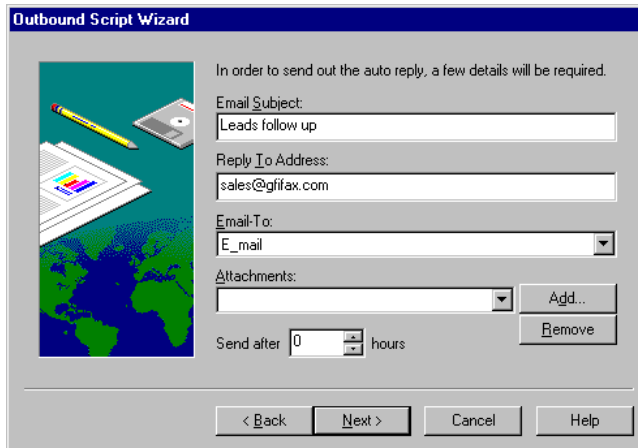 Outbound Script Wizard
In order to send out the auto reply, a few details will be required.
Email Subject:
Leads follow up
Reply To Address:
sales@gfifax.com
Email-To:
E_mail
Attachments:
Add...
Remove
Send after 0 hours
< Back Next > Cancel Help